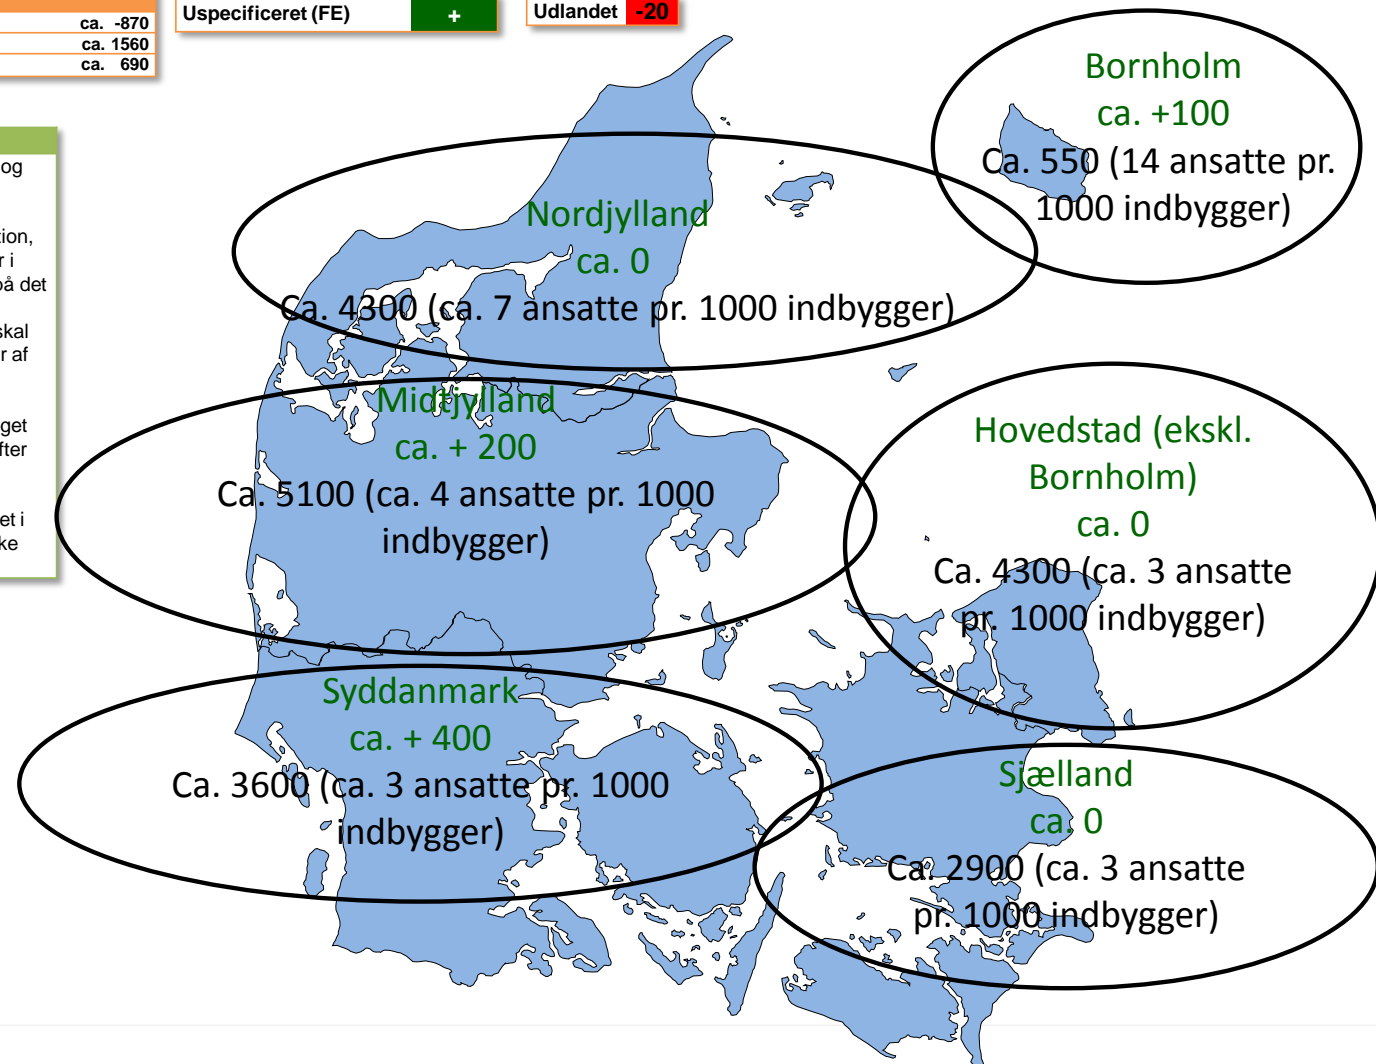 ca. -870
ca. 1560
ca. 690
Uspecificeret (FE) +
Udlandet -20
og
tion,
r i
på det
skal
r af
get
fter
et i
ke
Bornholm
ca. +100
Ca. 550 (14 ansatte pr.
1000 indbygger)
Nordjylland
ca. 0
Ca. 4300 (ca. 7 ansatte pr. 1000 indbygger)
Midtjylland
ca. + 200
Ca. 5100 (ca. 4 ansatte pr. 1000
indbygger)
Hovedstad (ekskl.
Bornholm)
ca. 0
Ca. 4300 (ca. 3 ansatte
pr. 1000 indbygger)
Syddanmark
ca. + 400
Ca. 3600 (ca. 3 ansatte pr. 1000
indbygger)
Sjælland
ca. 0
Ca. 2900 (ca. 3 ansatte
pr. 1000 indbygger)